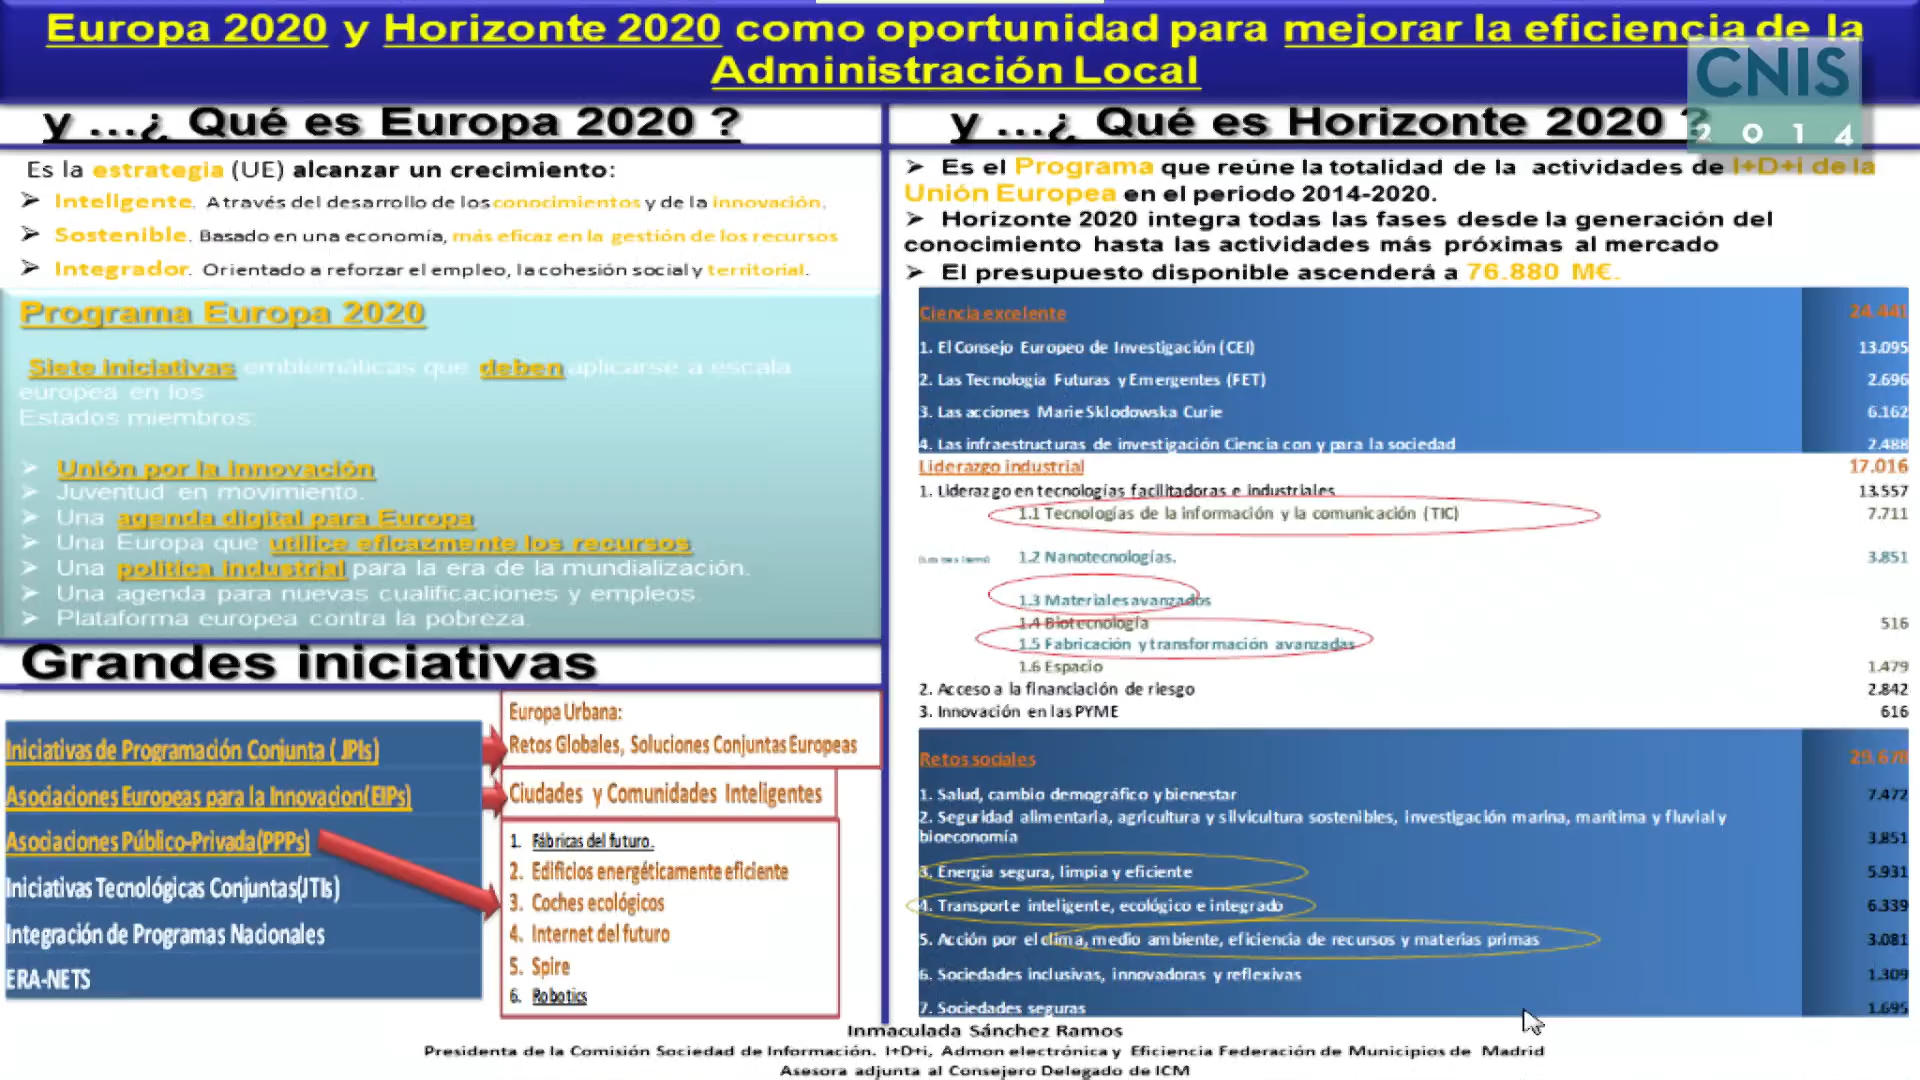 Europa 2020 y Horizonte 2020 como oportunidad para mejorar la eficiencia de la
Administración Local
CNIS
2014
y ...¿ Qué es Europa 2020 ?
Es la estrategia (UE) alcanzar un crecimiento:
➢ Inteligente. A través del desarrollo de los conocimientos y de la innovación.
➢ Sostenible. Basado en una economía, más eficaz en la gestión de los recursos
➢ Integrador. Orientado a reforzar el empleo, la cohesión social y territorial.
Programa Europa 2020
Siete iniciativas emblemáticas que deben aplicarse a escala
europea en los
Estados miembros:
➢ Unión por la innovación
➢ Juventud en movimiento.
➢ Una agenda digital para Europa
➢ Una Europa que utilice eficazmente los recursos
➢ Una politica industrial para la era de la mundialización.
➢ Una agenda para nuevas cualificaciones y empleos.
➢ Plataforma europea contra la pobreza.
Grandes iniciativas
Iniciativas de Programación Conjunta ( JPIs)
Asociaciones Europeas para la Innovacion(EIPs)
Asociaciones Público-Privada(PPPs)
Iniciativas Tecnológicas Conjuntas(JTIs)
Integración de Programas Nacionales
ERA-NETS
Europa Urbana:
Retos Globales, Soluciones Conjuntas Europeas
Ciudades y Comunidades Inteligentes
1. Fábricas del futuro.
2. Edificios energéticamente eficiente
3. Coches ecológicos
4. Internet del futuro
5. Spire
6. Robotics
y ...¿ Qué es Horizonte 2020 ?
➢ Es el Programa que reúne la totalidad de la actividades de I+D+i de la
Unión Europea en el periodo 2014-2020.
➢ Horizonte 2020 integra todas las fases desde la generación del
conocimiento hasta las actividades más próximas al mercado
➢ El presupuesto disponible ascenderá a 76.880 M€.
Ciencia excelente 24.441
1. El Consejo Europeo de Investigación (CEI) 13.095
2. Las Tecnologia Futuras y Emergentes (FET) 2.696
3. Las acciones Marie Sklodowska Curie 6.162
4. Las infraestructuras de investigación Ciencia con y para la sociedad 2.488
Liderazgo industrial 17.016
1. Liderazgo en tecnologías facilitadoras e industriales 13.557
1.1 Tecnologías de la información y la comunicación (TIC) 7.711
1.2 Nanotecnologías. 3.851
1.3 Materiales avanzados
1.4 Biotecnología 516
1.5 Fabricación y transformación avanzadas
1.6 Espacio 1.479
2. Acceso a la financiación de riesgo 2.842
3. Innovación en las PYME 616
Retos sociales 29.678
1. Salud, cambio demográfico y bienestar 7.472
2. Seguridad alimentaria, agricultura y silvicultura sostenibles, investigación marina, marítima y fluvial y
bioeconomía 3.851
3. Energía segura, limpia y eficiente 5.931
4. Transporte inteligente, ecológico e integrado 6.339
5. Acción por el clima, medio ambiente, eficiencia de recursos y materias primas 3.081
6. Sociedades inclusivas, innovadoras y reflexivas 1.309
7. Sociedades seguras 1.695
Inmaculada Sánchez Ramos
Presidenta de la Comisión Sociedad de Información. I+D+i, Admon electrónica y Eficiencia Federación de Municipios de Madrid
Asesora adjunta al Consejero Delegado de ICM